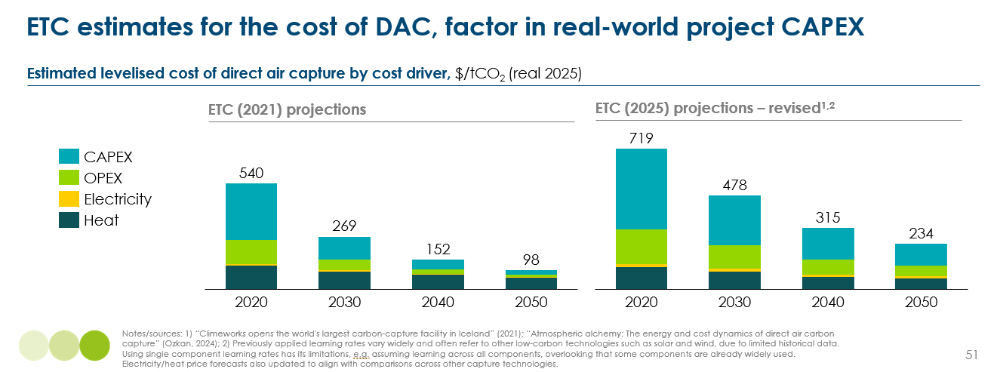 ETC estimates for the cost of DAC, factor in real-world project CAPEX
Estimated levelised cost of direct air capture by cost driver, $/tCO₂ (real 2025)
ETC (2021) projections
CAPEX
OPEX
Electricity
Heat
540
269
152
98
2020
2030
2040
2050
ETC (2025) projections – revised¹,²
719
478
315
234
2020
2030
2040
2050
Notes/sources: 1) “Climeworks opens the world's largest carbon-capture facility in Iceland” (2021); “Atmospheric alchemy: The energy and cost dynamics of direct air carbon
capture” (Ozkan, 2024); 2) Previously applied learning rates vary widely and often refer to other low-carbon technologies such as solar and wind, due to limited historical data.
Using single component learning rates has its limitations, e.g. assuming learning across all components, overlooking that some components are already widely used.
Electricity/heat price forecasts also updated to align with comparisons across other capture technologies.
51